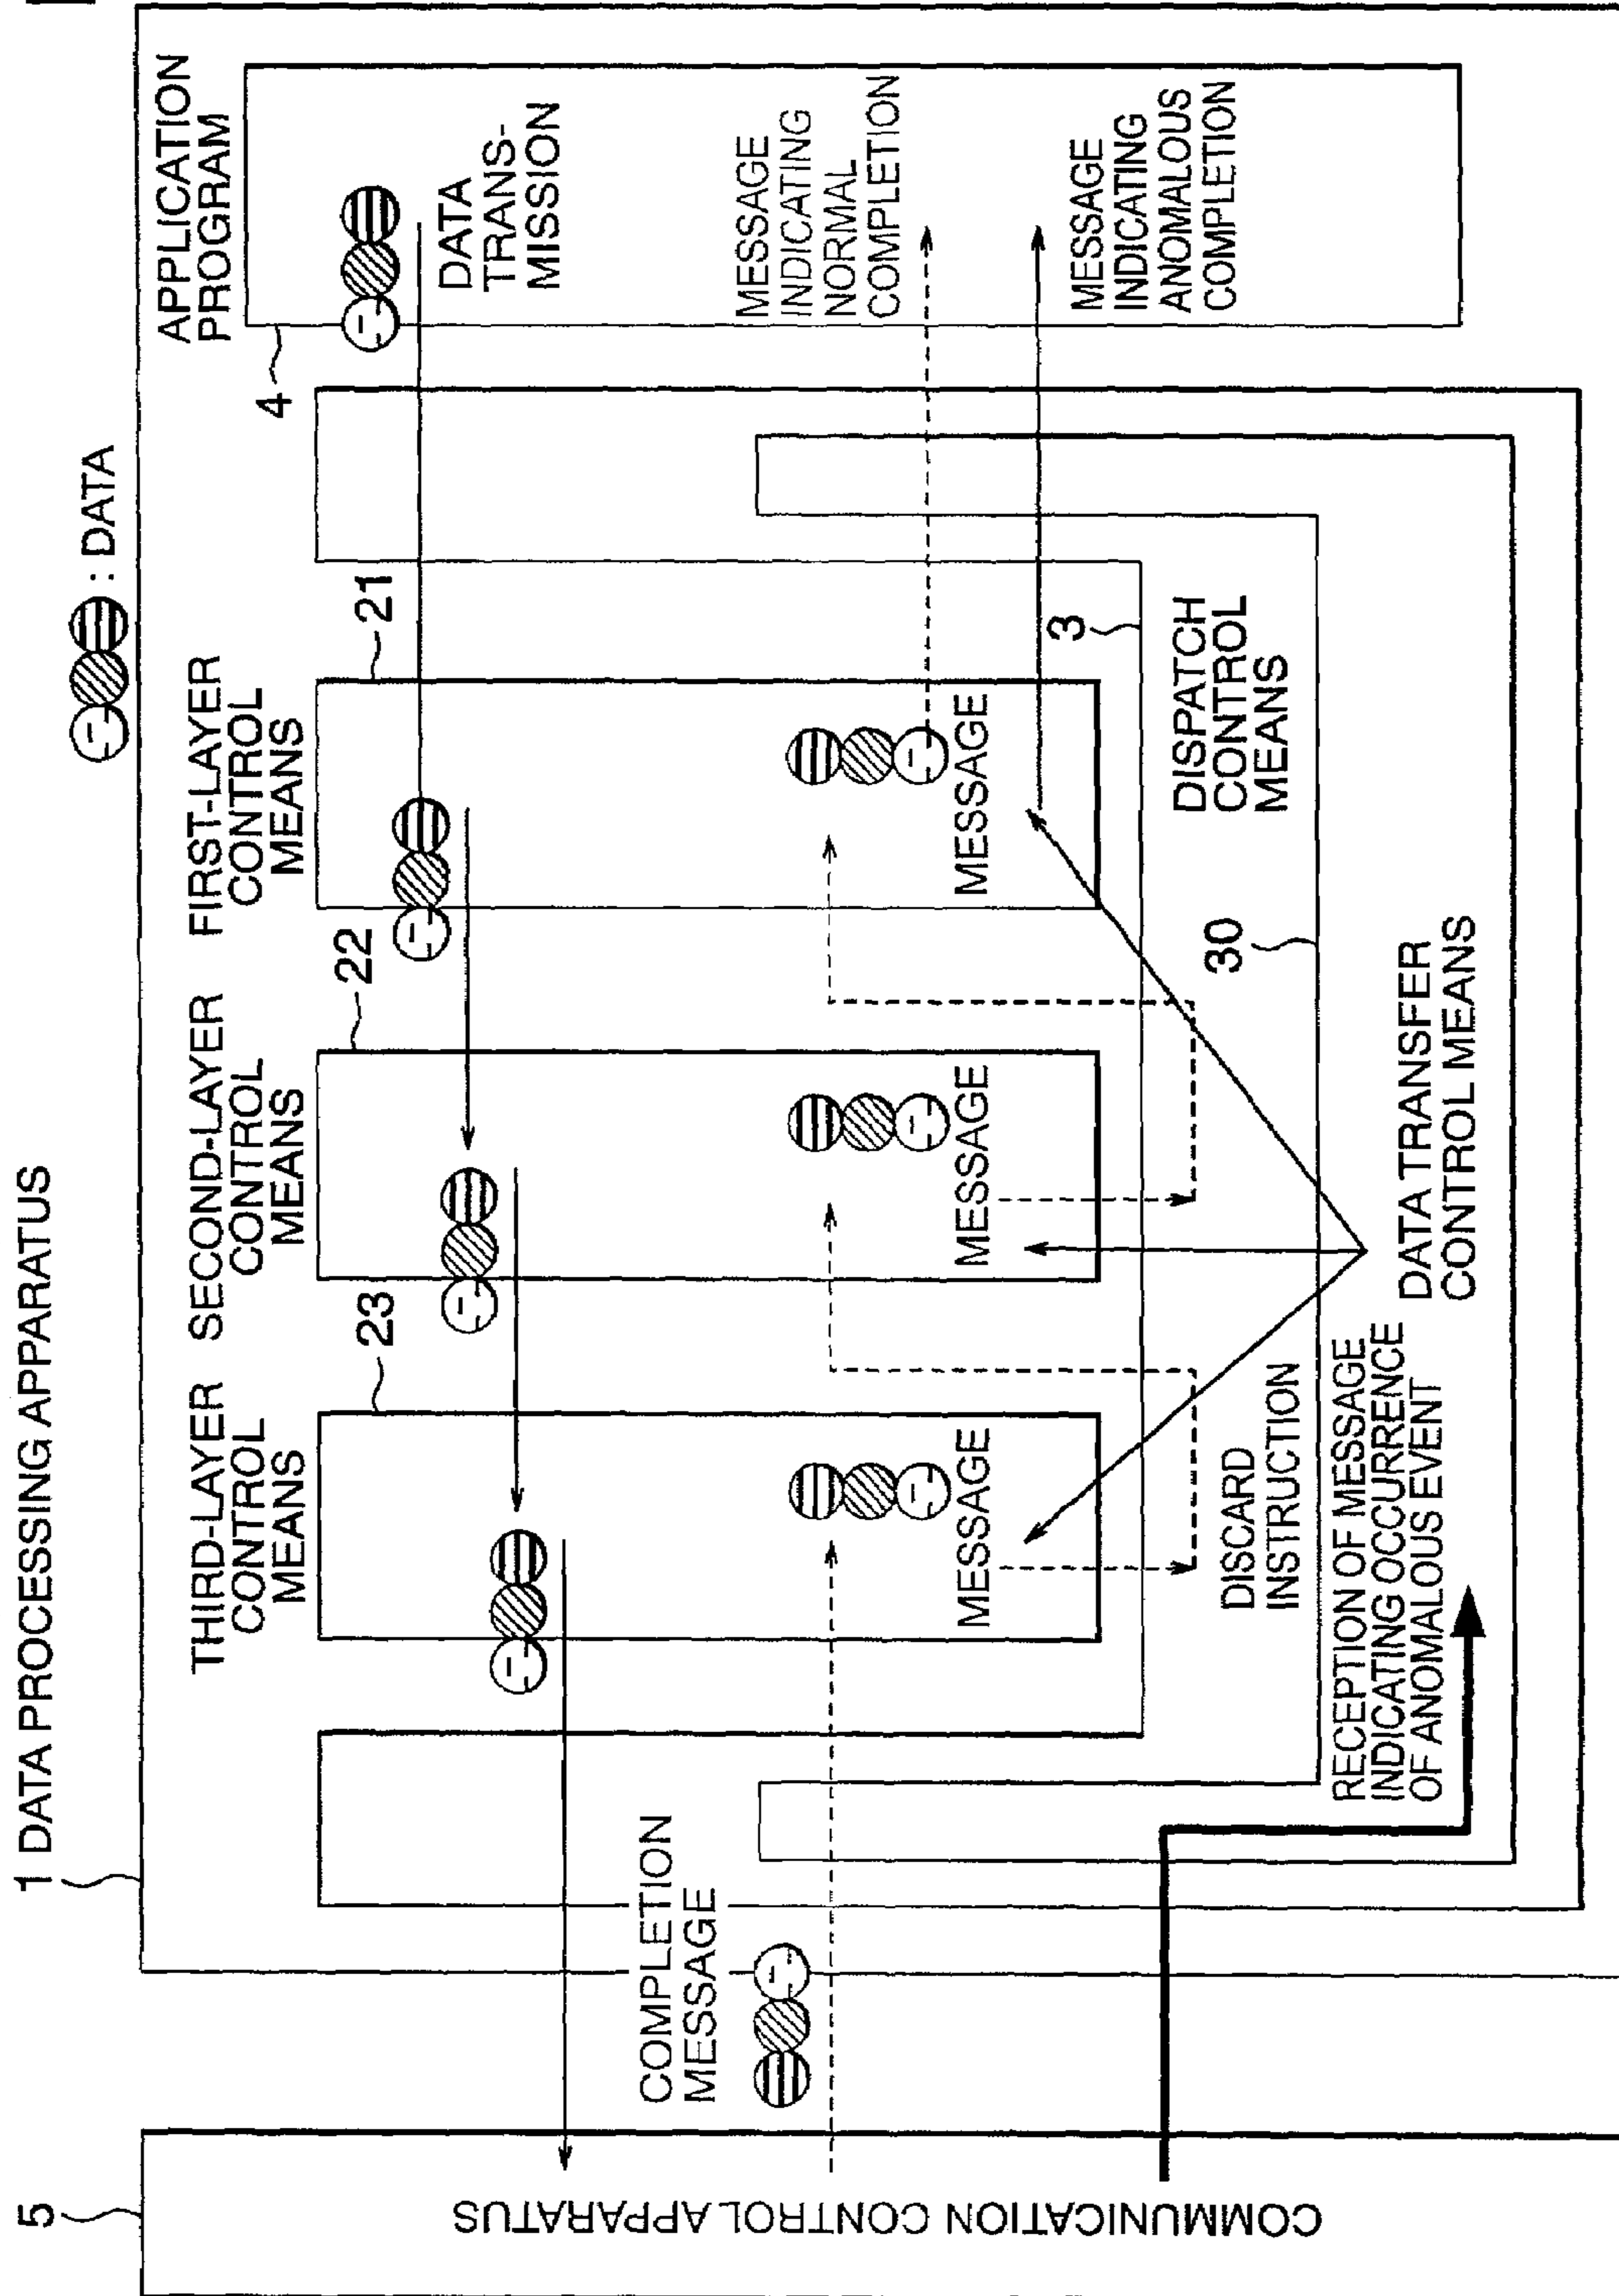 5
1 DATA PROCESSING APPARATUS
: DATA
APPLICATION
PROGRAM
4
THIRD-LAYER
CONTROL
MEANS
23
SECOND-LAYER
CONTROL
MEANS
22
FIRST-LAYER
CONTROL
MEANS
21
DATA
TRANS-
MISSION
COMPLETION
MESSAGE
MESSAGE
INDICATING
NORMAL
COMPLETION
MESSAGE
MESSAGE
MESSAGE
MESSAGE
INDICATING
ANOMALOUS
COMPLETION
3
DISCARD
INSTRUCTION
DISPATCH
CONTROL
MEANS
30
RECEPTION OF MESSAGE
INDICATING OCCURRENCE
OF ANOMALOUS EVENT
DATA TRANSFER
CONTROL MEANS
COMMUNICATION CONTROL APPARATUS